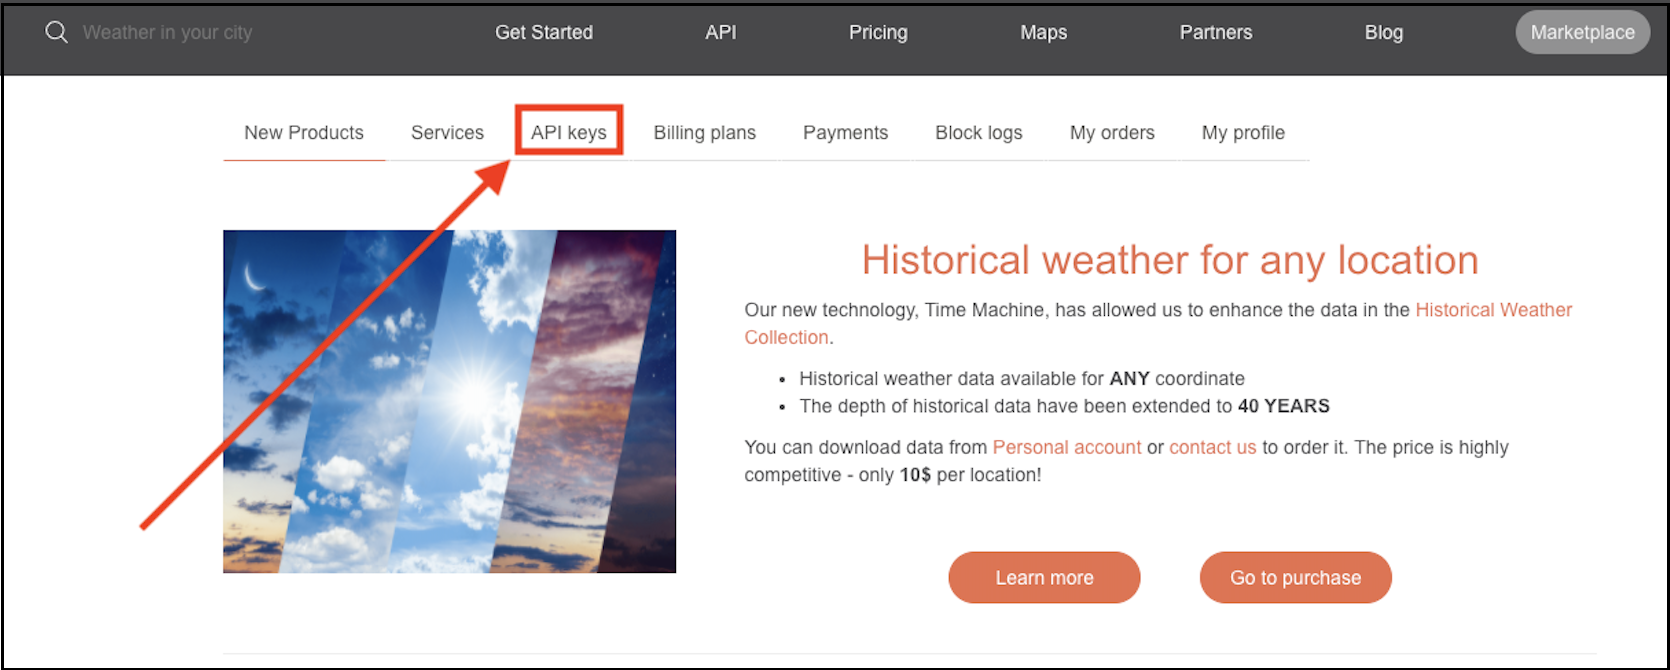 Weather in your city
Get Started
API
Pricing
Maps
Partners
Blog
Marketplace
New Products
Services
API keys
Billing plans
Payments
Block logs
My orders
My profile
Historical weather for any location
Our new technology, Time Machine, has allowed us to enhance the data in the Historical Weather
Collection.
• Historical weather data available for ANY coordinate
• The depth of historical data have been extended to 40 YEARS
You can download data from Personal account or contact us to order it. The price is highly
competitive - only 10$ per location!
Learn more
Go to purchase